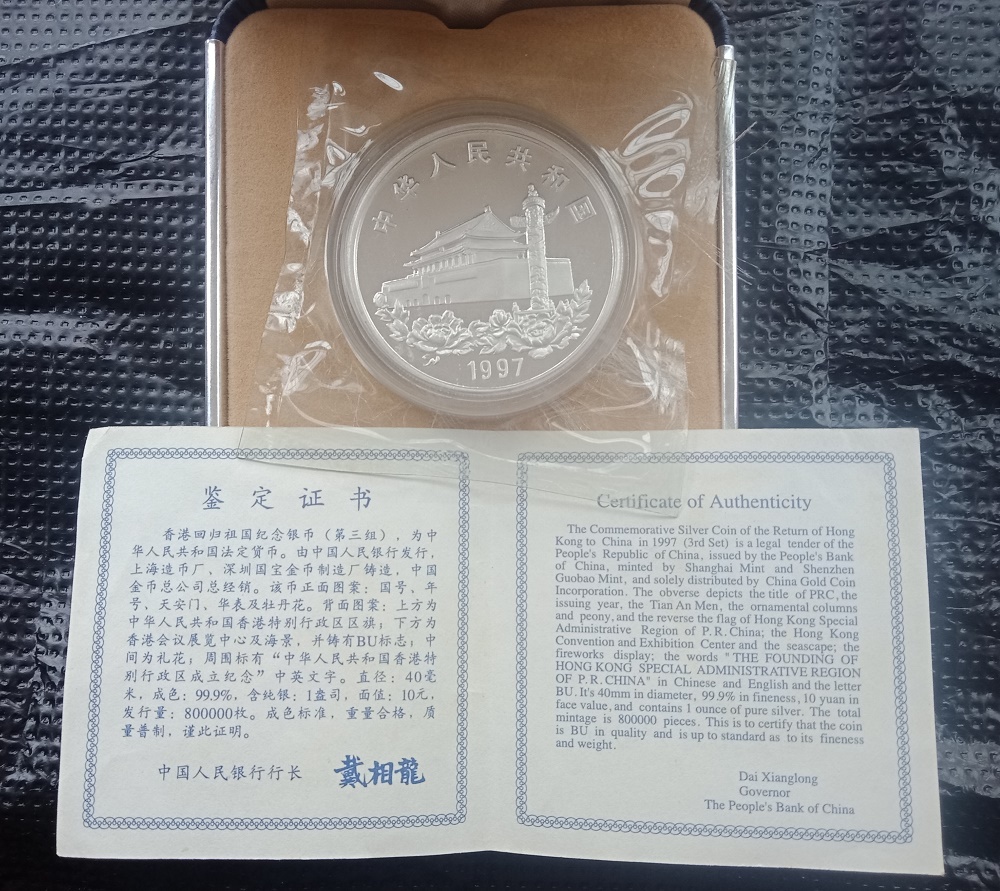 中华人民共和国
1997
鉴定证书
香港回归祖国纪念银币（第三组），为中
华人民共和国法定货币。由中国人民银行发行，
上海造币厂、深圳国宝金币制造厂铸造，中国
金币总公司总经销。该币正面图案：国号、年
号、天安门、华表及牡丹花。背面图案：上方为
中华人民共和国香港特别行政区区旗；下方为
香港会议展览中心及海景，并铸有BU标志；中
间为礼花；周围标有“中华人民共和国香港特
别行政区成立纪念”中英文字。直径：40毫
米，成色：99.9%，含纯银：1盎司，面值：10元，
发行量：800000枚。成色标准，重量合格，质
量普制，谨此证明。
中国人民银行行长 戴相龍
Certificate of Authenticity
The Commemorative Silver Coin of the Return of Hong
Kong to China in 1997 (3rd Set) is a legal tender of the
People's Republic of China, issued by the People's Bank
of China, minted by Shanghai Mint and Shenzhen
Guobao Mint, and solely distributed by China Gold Coin
Incorporation. The obverse depicts the title of PRC, the
issuing year, the Tian An Men, the ornamental columns
and peony, and the reverse the flag of Hong Kong Special
Administrative Region of P.R. China; the Hong Kong
Convention and Exhibition Center and the seascape; the
fireworks display; the words "THE FOUNDING OF
HONG KONG SPECIAL ADMINISTRATIVE REGION
OF P.R. CHINA" in Chinese and English and the letter
BU. It's 40mm in diameter, 99.9% in fineness, 10 yuan in
face value, and contains 1 ounce of pure silver. The total
mintage is 800000 pieces. This is to certify that the coin
is BU in quality and is up to standard as to its fineness
and weight.
Dai Xianglong
Governor
The People's Bank of China